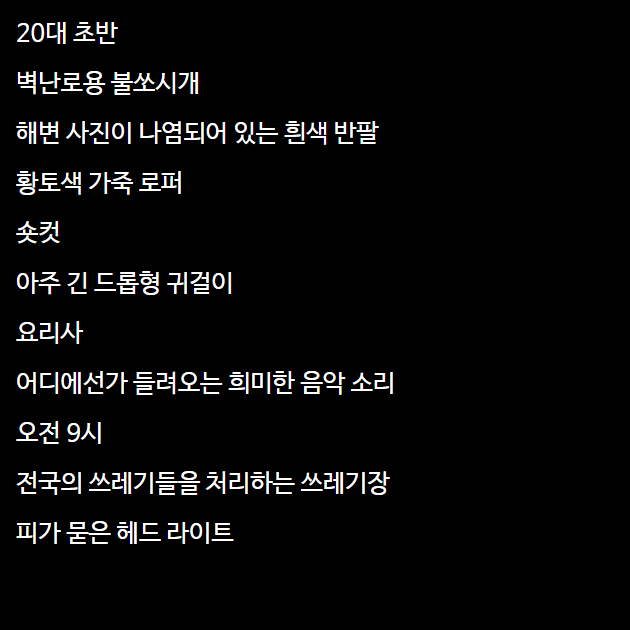 20대 초반
벽난로용 불쏘시개
해변 사진이 나염되어 있는 흰색 반팔
황토색 가죽 로퍼
숏컷
아주 긴 드롭형 귀걸이
요리사
어디에선가 들려오는 희미한 음악 소리
오전 9시
전국의 쓰레기들을 처리하는 쓰레기장
피가 묻은 헤드 라이트